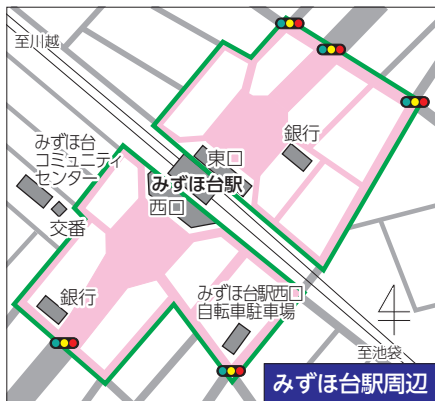 至川越
みずほ台
コミュニティ
センター
交番
東口
銀行
みずほ台駅
西口
銀行
みずほ台駅西口
自転車駐車場
至池袋
みずほ台駅周辺